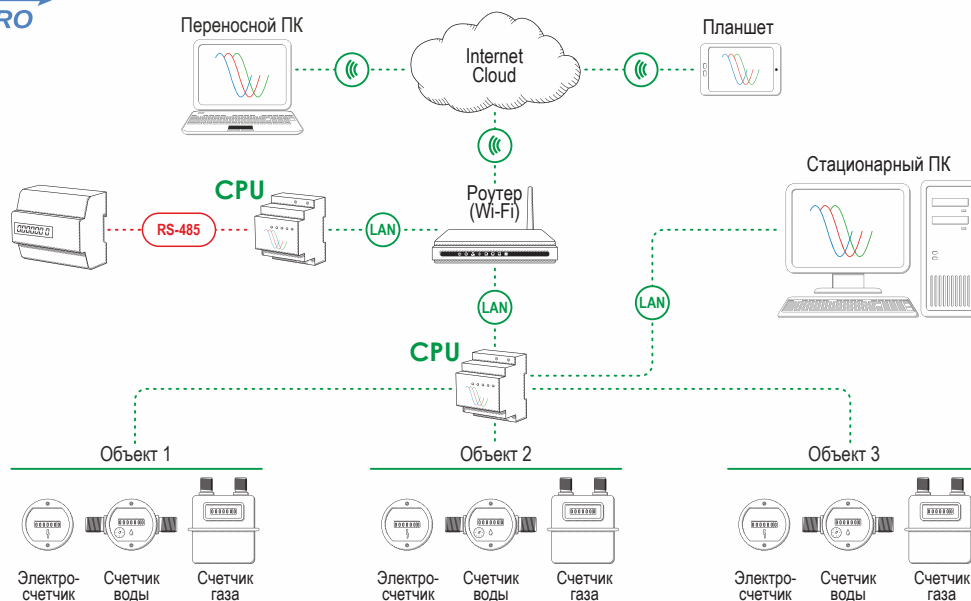 RO
Переносной ПК
Internet
Cloud
Планшет
CPU
RS-485
LAN
Роутер
(Wi-Fi)
Стационарный ПК
LAN
LAN
CPU
Объект 1
Объект 2
Объект 3
Электро-
счетчик
Счетчик
воды
Счетчик
газа
Электро-
счетчик
Счетчик
воды
Счетчик
газа
Электро-
счетчик
Счетчик
воды
Счетчик
газа